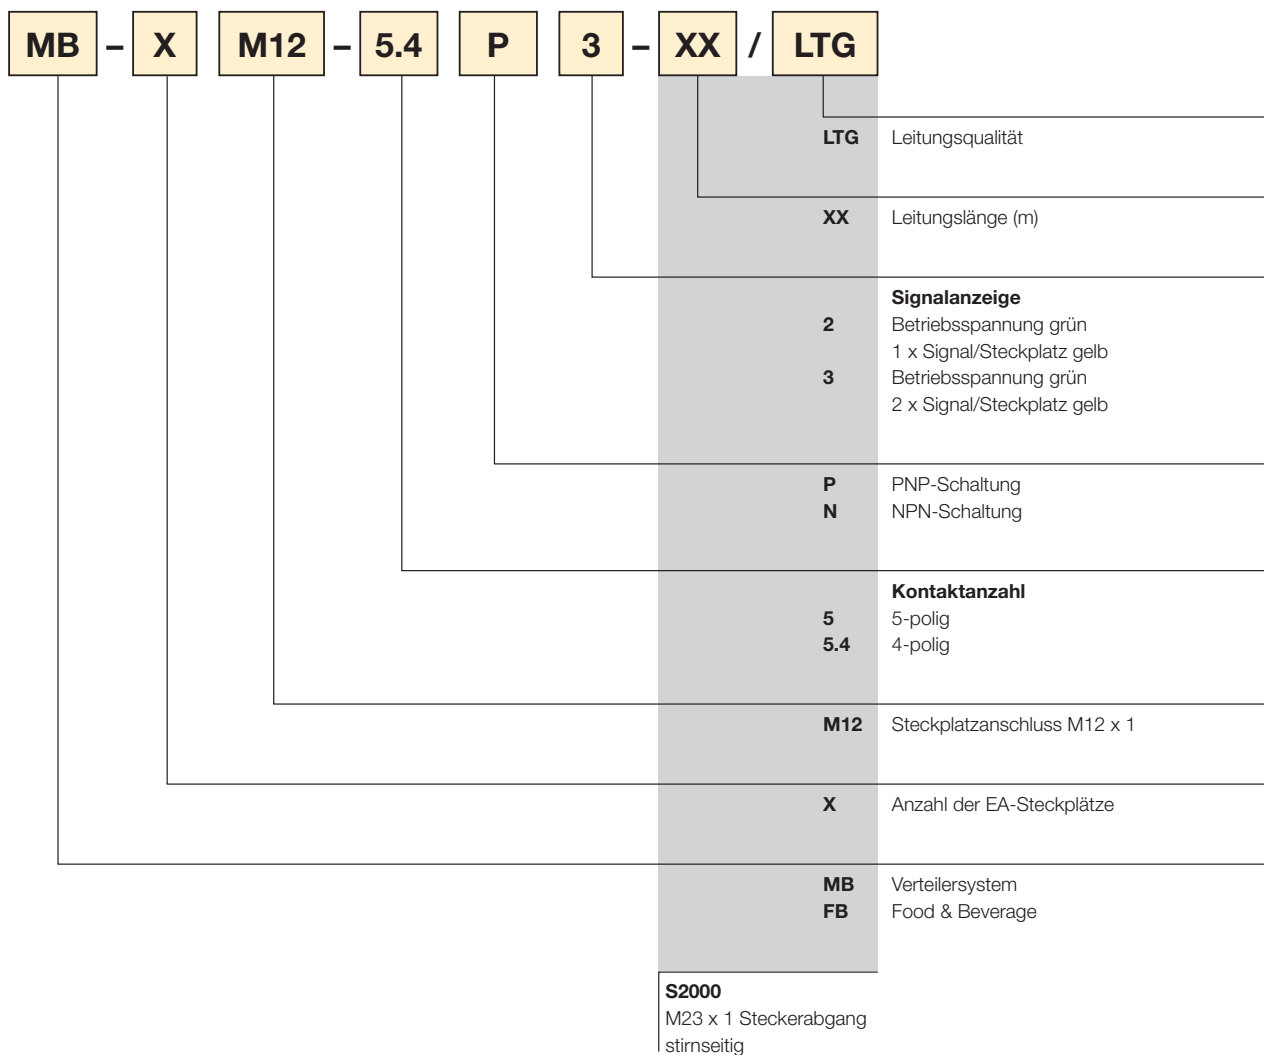 MB – X M12 – 5.4 P 3 – XX / LTG
LTG Leitungsqualität
XX Leitungslänge (m)
Signalanzeige
2 Betriebsspannung grün
1 x Signal/Steckplatz gelb
3 Betriebsspannung grün
2 x Signal/Steckplatz gelb
P PNP-Schaltung
N NPN-Schaltung
Kontaktanzahl
5 5-polig
5.4 4-polig
M12 Steckplatzanschluss M12 x 1
X Anzahl der EA-Steckplätze
MB Verteilersystem
FB Food & Beverage
S2000
M23 x 1 Steckerabgang
stirnseitig